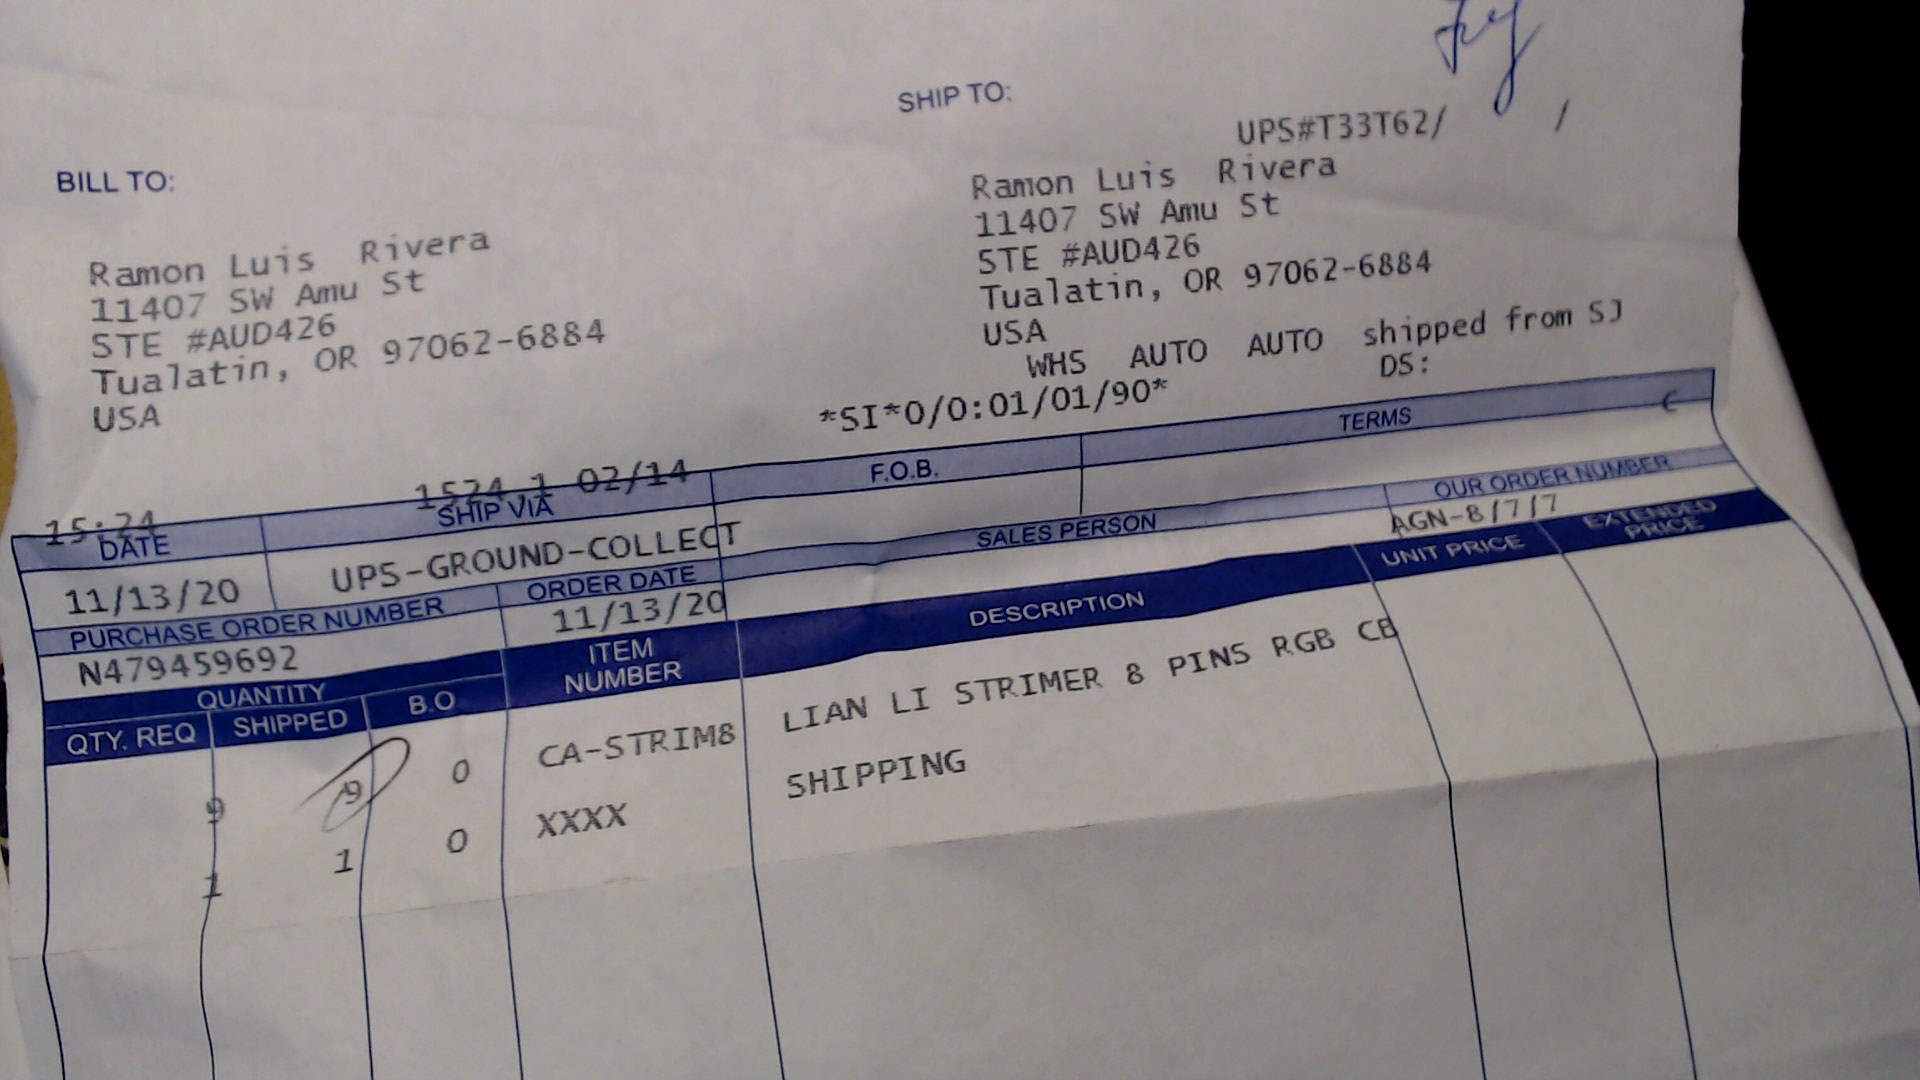 SHIP TO:
UPS#T33T62/ /
BILL TO:
Ramon Luis Rivera
11407 SW Amu St
STE #AUD426
Tualatin, OR 97062-6884
USA
Ramon Luis Rivera
11407 SW Amu St
STE #AUD426
Tualatin, OR 97062-6884
USA
WHS AUTO AUTO shipped from SJ
DS:
*SI*0/0:01/01/90*
15:24 1524 1 02/14
DATE SHIP VIA F.O.B. TERMS
11/13/20 UPS-GROUND-COLLECT
PURCHASE ORDER NUMBER ORDER DATE SALES PERSON OUR ORDER NUMBER
N479459692 11/13/20 AGN-8/7/7
QUANTITY ITEM NUMBER DESCRIPTION UNIT PRICE EXTENDED PRICE
QTY. REQ SHIPPED B.O
9 9 0 CA-STRIM8 LIAN LI STRIMER 8 PINS RGB CB
1 1 0 XXXX SHIPPING